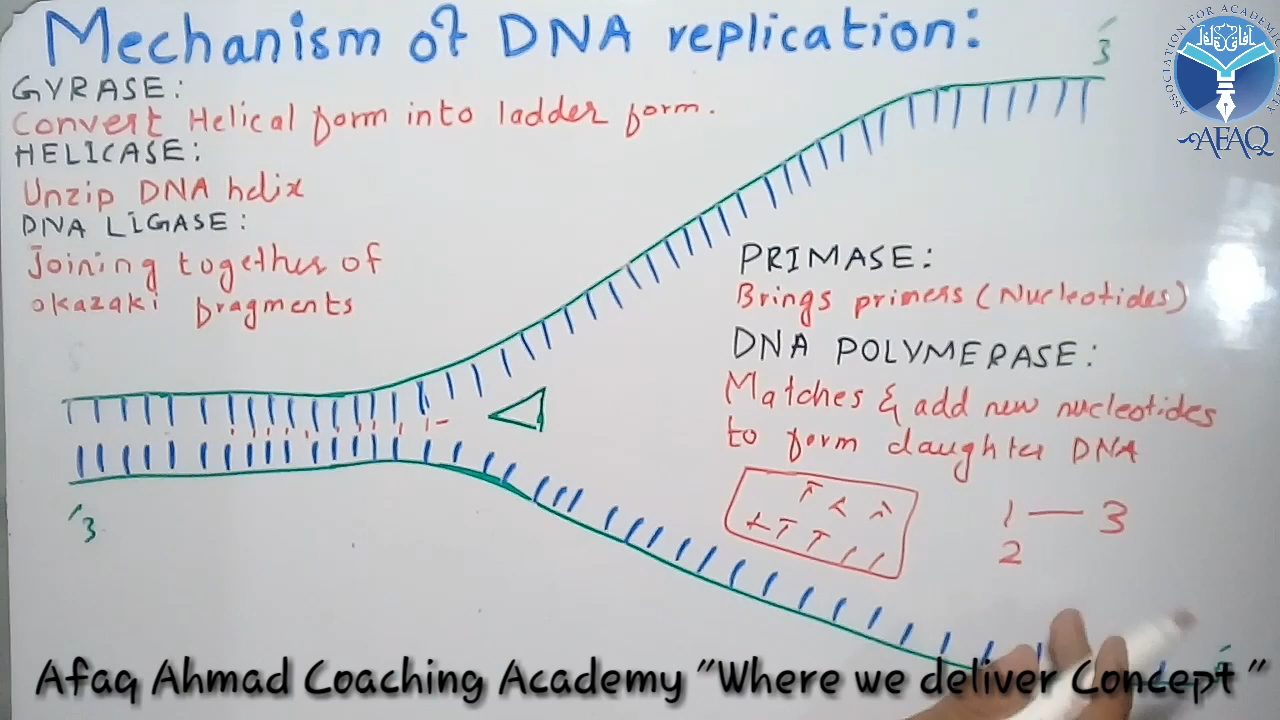 Mechanism of DNA replication:
GYRASE:
Convert Helical form into ladder form.
HELICASE:
Unzip DNA helix
DNA LIGASE:
Joining together of
okazaki fragments
PRIMASE:
Brings primers (Nucleotides)
DNA POLYMERASE:
Matches & add new nucleotides
to form daughter DNA
1 — 3
2
'3
'3
AFAQ
Afaq Ahmad Coaching Academy "Where we deliver Concept "